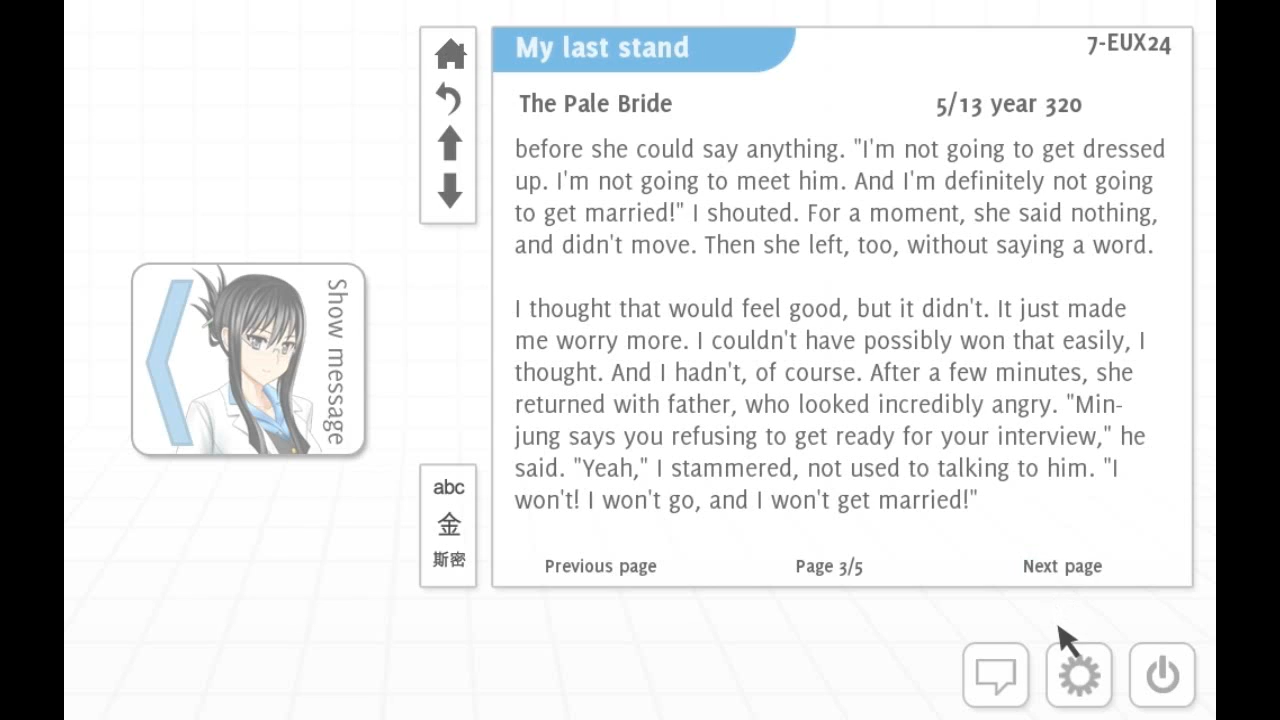 My last stand
7-EUX24
The Pale Bride
5/13 year 320
before she could say anything. "I'm not going to get dressed
up. I'm not going to meet him. And I'm definitely not going
to get married!" I shouted. For a moment, she said nothing,
and didn't move. Then she left, too, without saying a word.
I thought that would feel good, but it didn't. It just made
me worry more. I couldn't have possibly won that easily, I
thought. And I hadn't, of course. After a few minutes, she
returned with father, who looked incredibly angry. "Min-
jung says you refusing to get ready for your interview," he
said. "Yeah," I stammered, not used to talking to him. "I
won't! I won't go, and I won't get married!"
Previous page
Page 3/5
Next page
Show message
abc
金
斯密